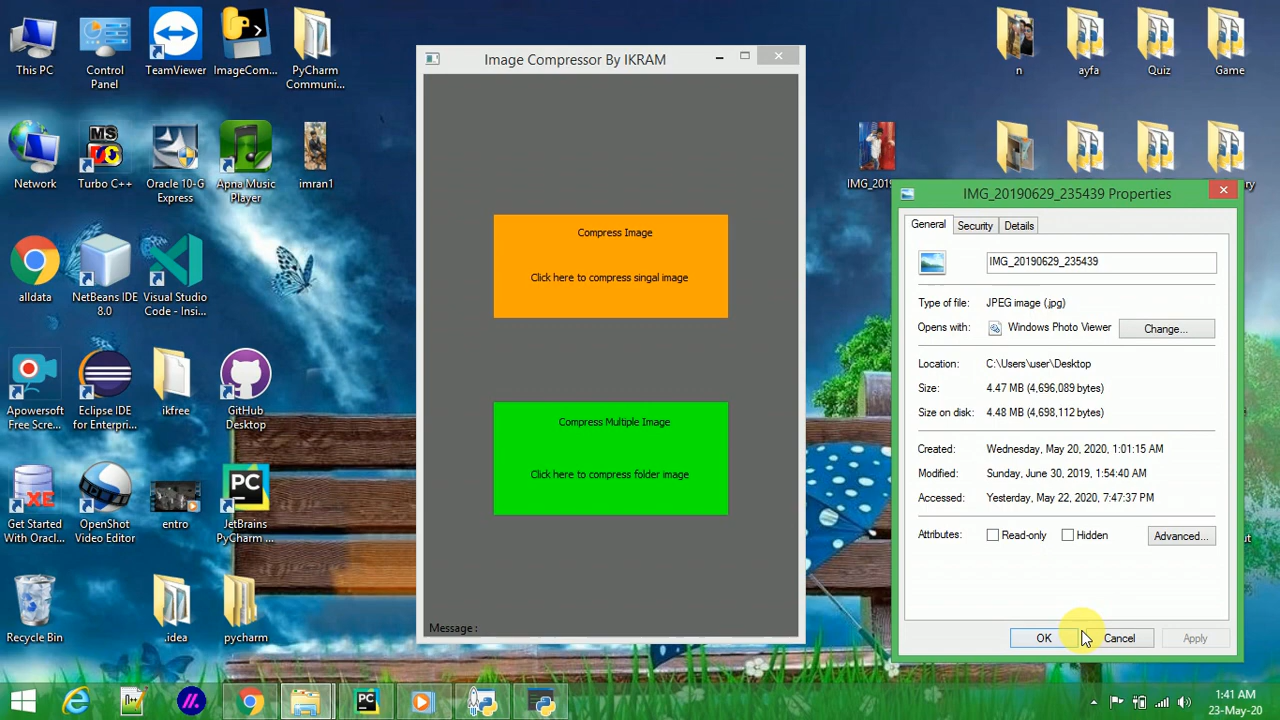 This PC
Control
Panel
TeamViewer
ImageCom...
PyCharm
Communi...
Network
Turbo C++
Oracle 10-G
Express
Apna Music
Player
imran1
alldata
NetBeans IDE
8.0
Visual Studio
Code - Insi...
Apowersoft
Free Scre...
Eclipse IDE
for Enterpri...
ikfree
GitHub
Desktop
Get Started
With Oracl...
OpenShot
Video Editor
entro
JetBrains
PyCharm ...
Recycle Bin
.idea
pycharm
Image Compressor By IKRAM
Compress Image
Click here to compress singal image
Compress Multiple Image
Click here to compress folder image
Message :
n
ayfa
Quiz
Game
IMG_20190629_235439 Properties
General
Security
Details
IMG_20190629_235439
Type of file: JPEG image (.jpg)
Opens with: Windows Photo Viewer
Change...
Location: C:\Users\user\Desktop
Size: 4.47 MB (4,696,089 bytes)
Size on disk: 4.48 MB (4,698,112 bytes)
Created: Wednesday, May 20, 2020, 1:01:15 AM
Modified: Sunday, June 30, 2019, 1:54:40 AM
Accessed: Yesterday, May 22, 2020, 7:47:37 PM
Attributes: Read-only Hidden Advanced...
OK Cancel Apply
1:41 AM
23-May-20